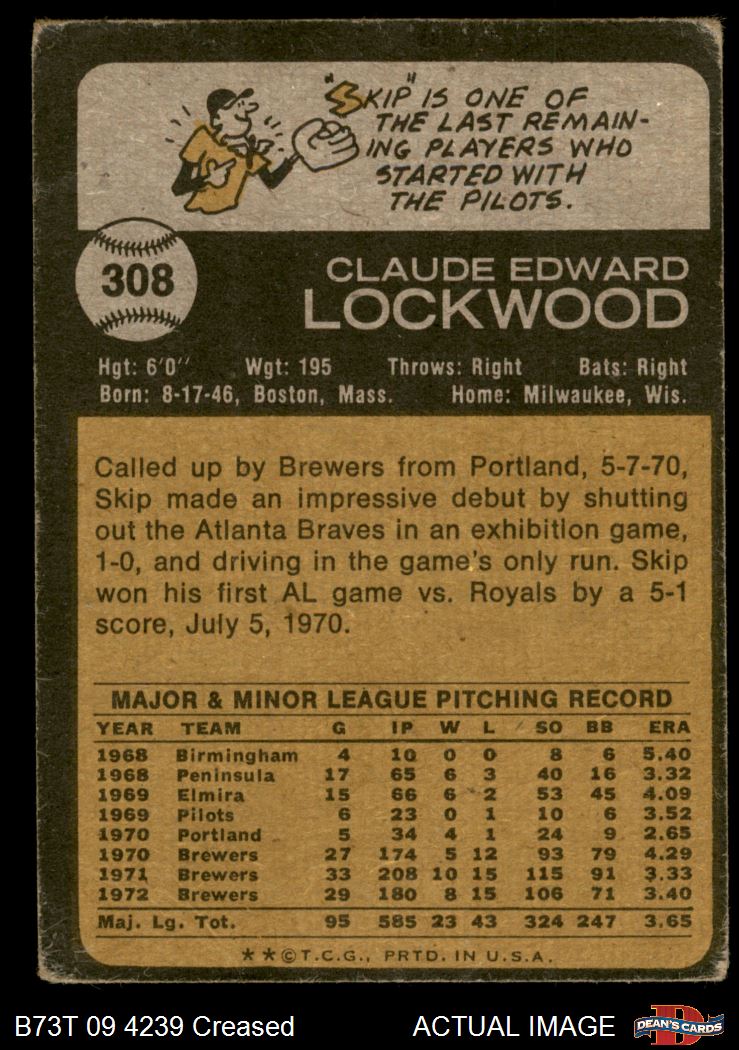 "SKIP" IS ONE OF
THE LAST REMAIN-
ING PLAYERS WHO
STARTED WITH
THE PILOTS.
308
CLAUDE EDWARD
LOCKWOOD
Hgt: 6'0" Wgt: 195 Throws: Right Bats: Right
Born: 8-17-46, Boston, Mass. Home: Milwaukee, Wis.
Called up by Brewers from Portland, 5-7-70,
Skip made an impressive debut by shutting
out the Atlanta Braves in an exhibition game,
1-0, and driving in the game's only run. Skip
won his first AL game vs. Royals by a 5-1
score, July 5, 1970.
MAJOR & MINOR LEAGUE PITCHING RECORD
YEAR TEAM G IP W L SO BB ERA
1968 Birmingham 4 10 0 0 8 6 5.40
1968 Peninsula 17 65 6 3 40 16 3.32
1969 Elmira 15 66 6 2 53 45 4.09
1969 Pilots 6 23 0 1 10 6 3.52
1970 Portland 5 34 4 1 24 9 2.65
1970 Brewers 27 174 5 12 93 79 4.29
1971 Brewers 33 208 10 15 115 91 3.33
1972 Brewers 29 180 8 15 106 71 3.40
Maj. Lg. Tot. 95 585 23 43 324 247 3.65
**©T.C.G., PRTD. IN U.S.A.
B73T 09 4239 Creased ACTUAL IMAGE D DEAN'S CARDS